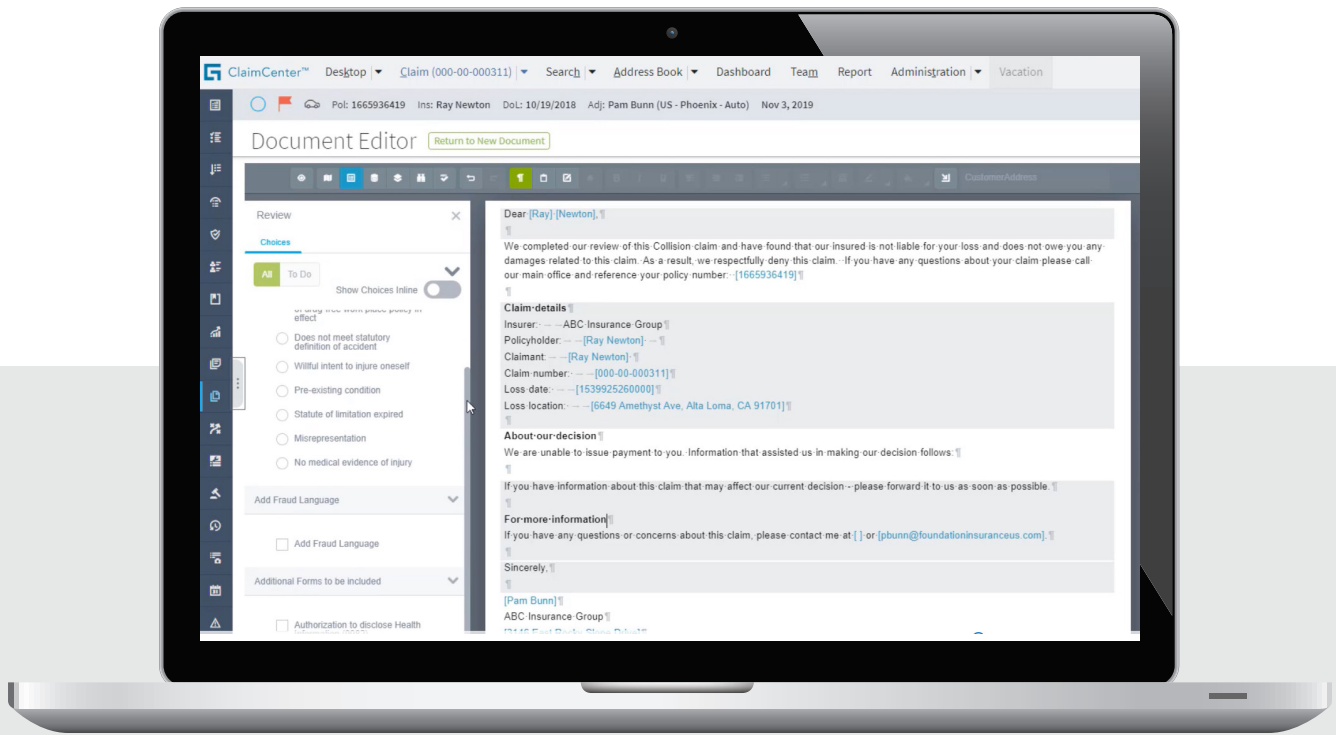 ClaimCenter™ Desktop Claim (000-00-000311) Search Address Book Dashboard Team Report Administration Vacation
Pol: 1665936419 Ins: Ray Newton DoL: 10/19/2018 Adj: Pam Bunn (US - Phoenix - Auto) Nov 3, 2019
Document Editor Return to New Document
CustomerAddress
Review
Choices
All To Do
Show Choices Inline
of drug-free work place policy in
effect
Does not meet statutory
definition of accident
Willful intent to injure oneself
Pre-existing condition
Statute of limitation expired
Misrepresentation
No medical evidence of injury
Add Fraud Language
Add Fraud Language
Additional Forms to be included
Authorization to disclose Health
Dear [Ray] [Newton],
We completed our review of this Collision claim and have found that our insured is not liable for your loss and does not owe you any
damages related to this claim. As a result, we respectfully deny this claim. If you have any questions about your claim please call
our main office and reference your policy number: [1665936419]
Claim details
Insurer: ABC Insurance Group
Policyholder: [Ray Newton]
Claimant: [Ray Newton]
Claim number: [000-00-000311]
Loss date: [1539925260000]
Loss location: [6649 Amethyst Ave, Alta Loma, CA 91701]
About our decision
We are unable to issue payment to you. Information that assisted us in making our decision follows:
If you have information about this claim that may affect our current decision - please forward it to us as soon as possible.
For more information
If you have any questions or concerns about this claim, please contact me at [ ] or [pbunn@foundationinsuranceus.com].
Sincerely,
[Pam Bunn]
ABC Insurance Group